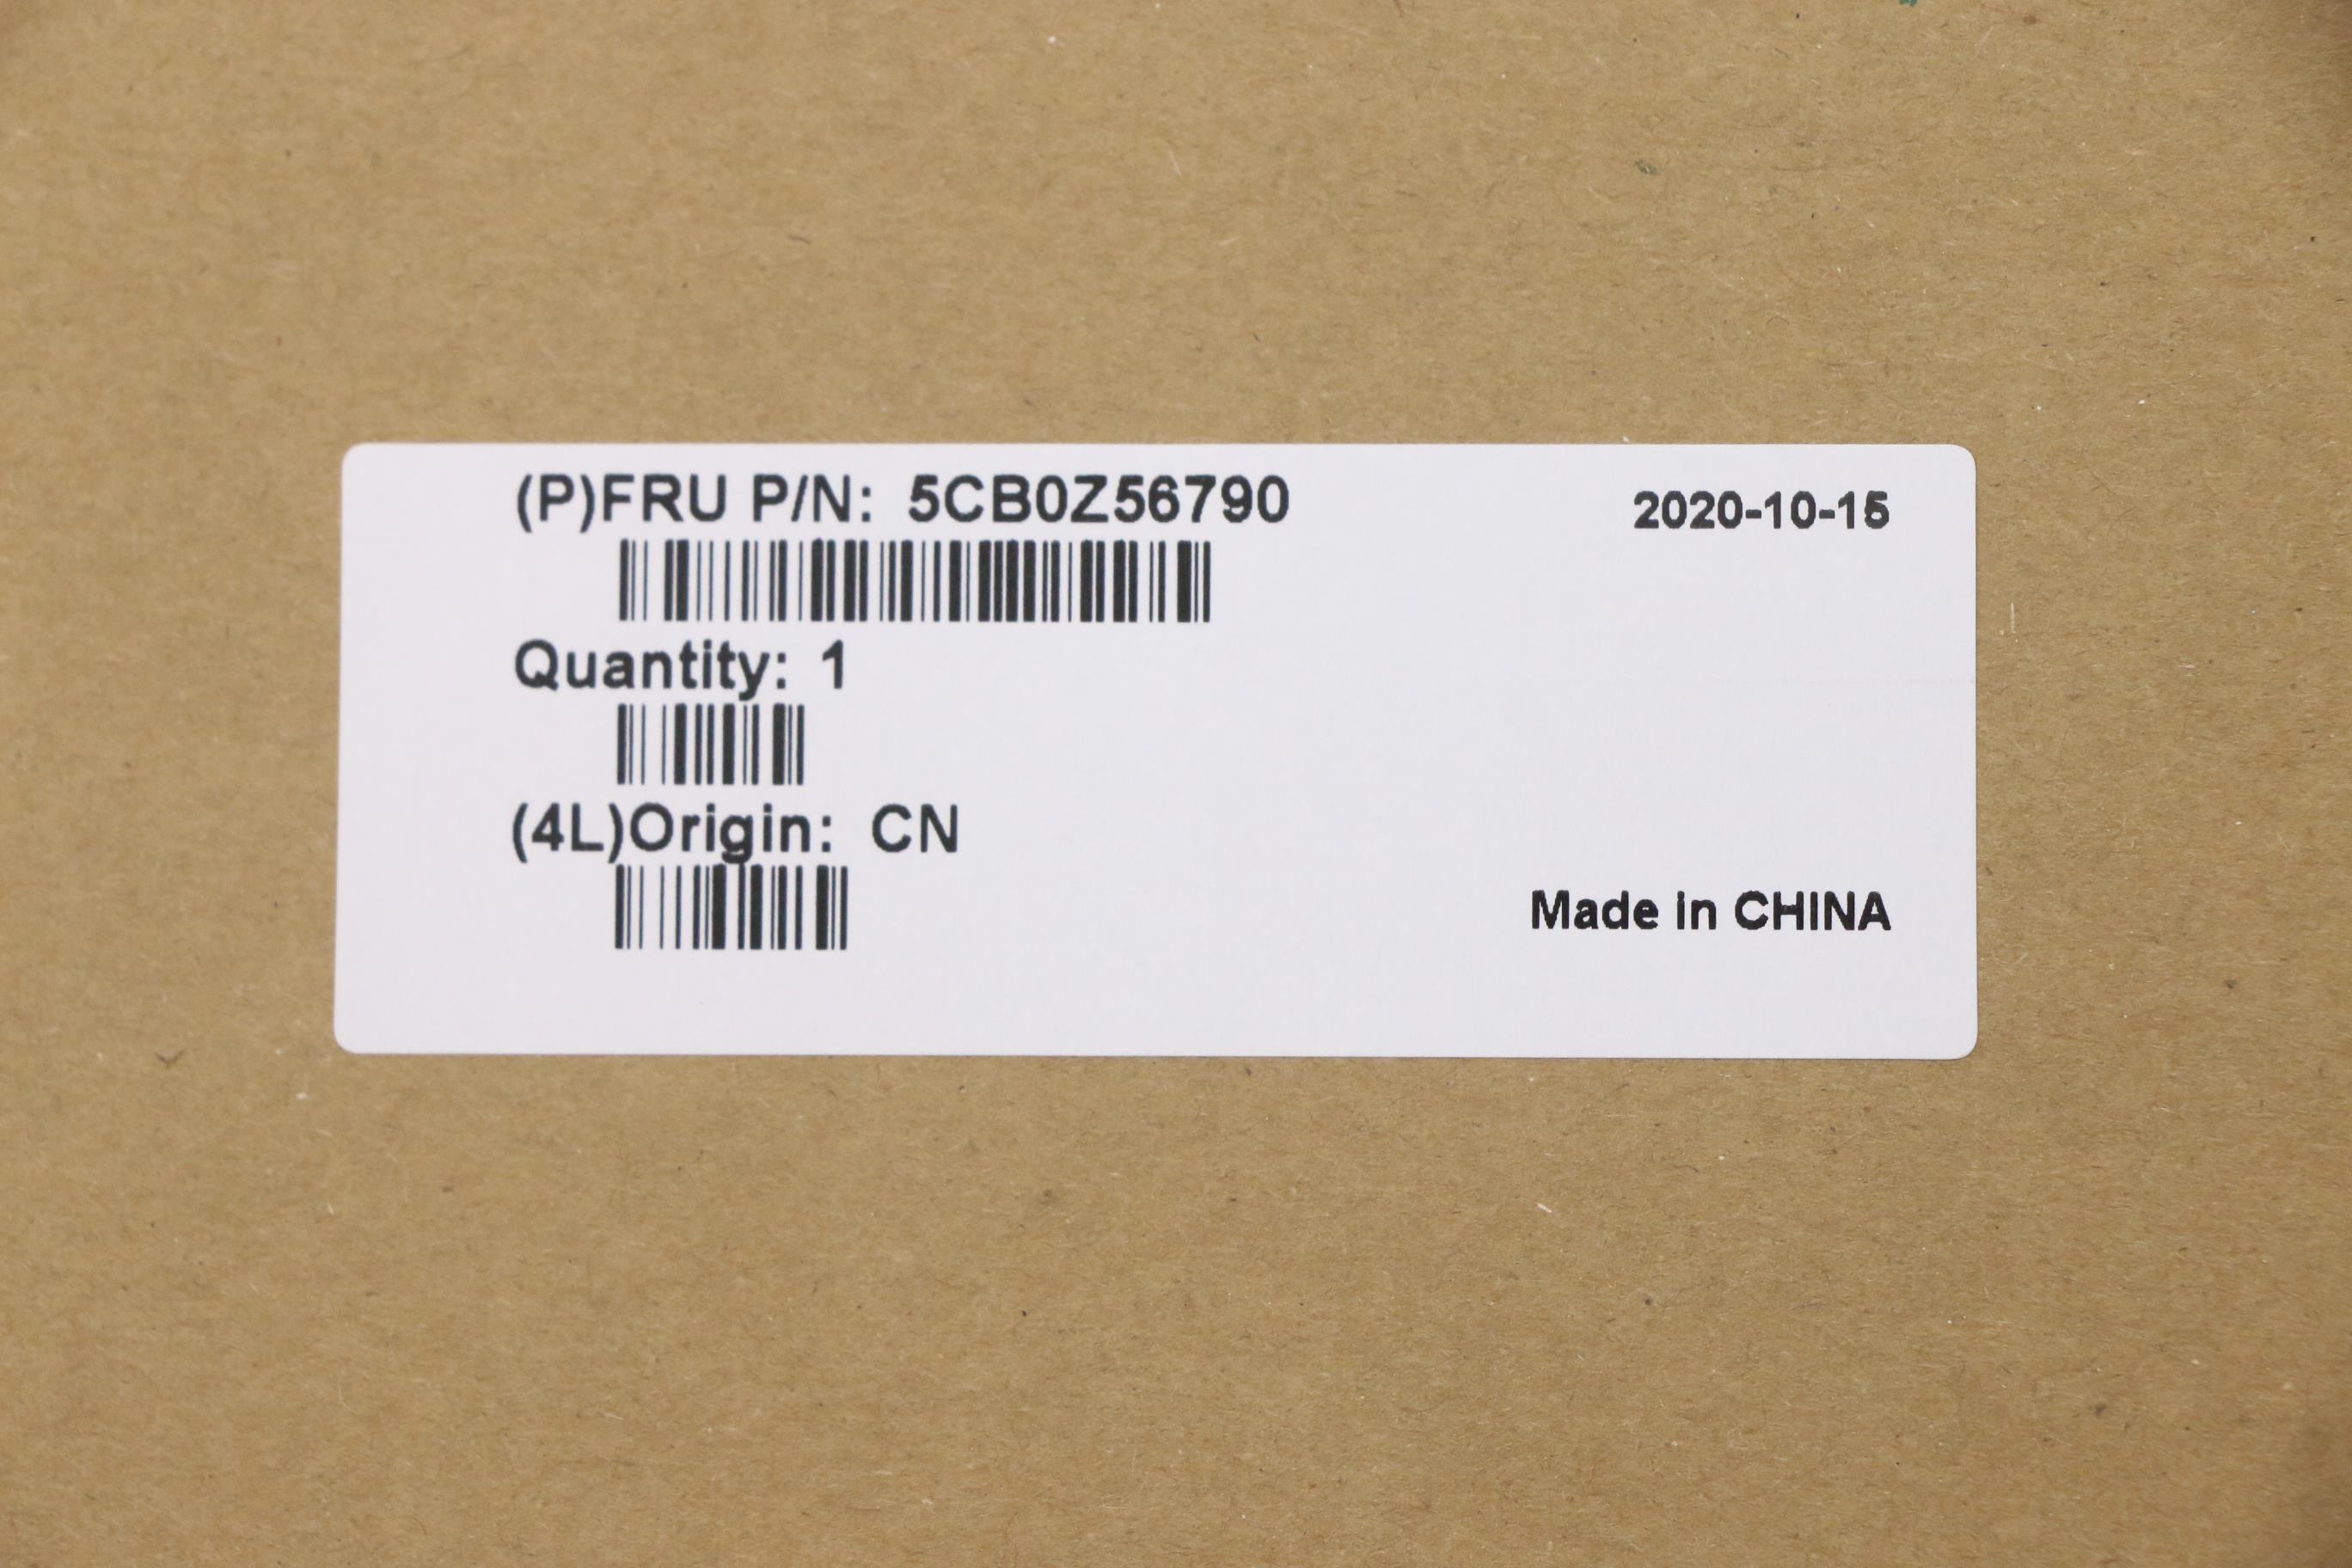 (P)FRU P/N: 5CB0Z56790
2020-10-15
Quantity: 1
(4L)Origin: CN
Made in CHINA